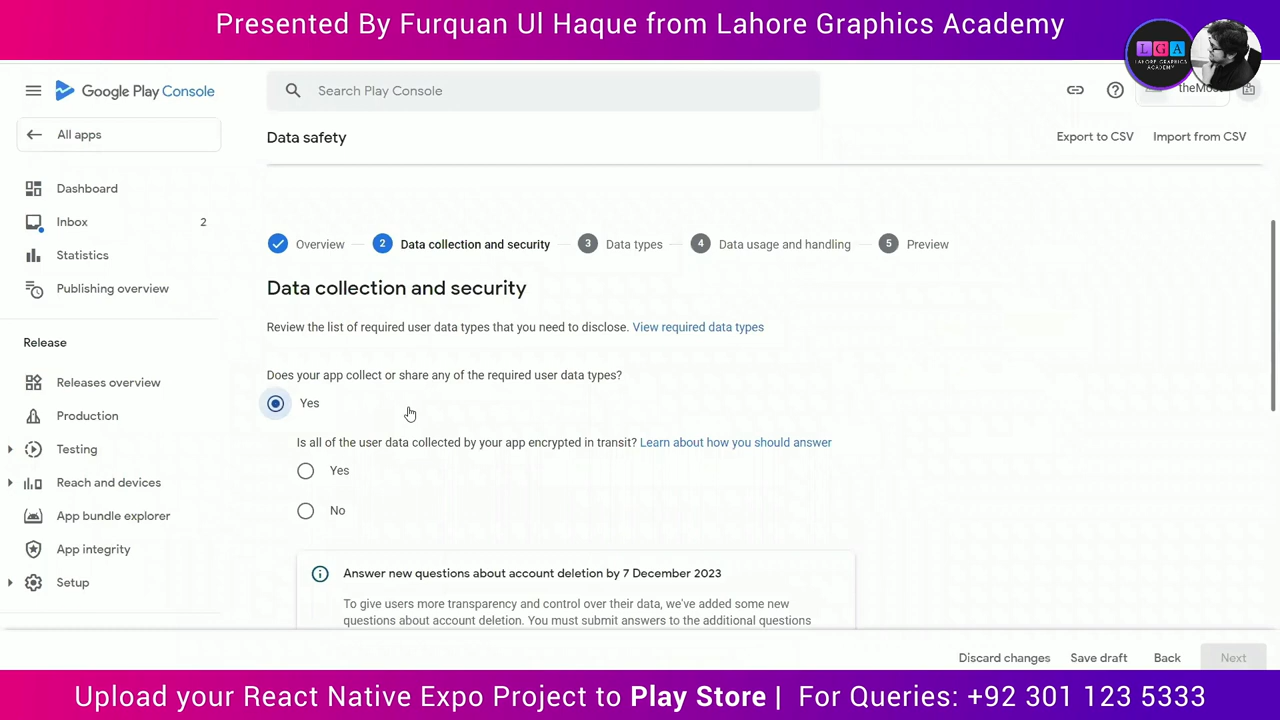 Presented By Furquan Ul Haque from Lahore Graphics Academy
LGA
LAHORE GRAPHICS
ACADEMY
Google Play Console
Search Play Console
All apps
Data safety
Export to CSV
Import from CSV
Dashboard
Inbox
2
Statistics
Publishing overview
Release
Releases overview
Production
Testing
Reach and devices
App bundle explorer
App integrity
Setup
Overview
2 Data collection and security
3 Data types
4 Data usage and handling
5 Preview
Data collection and security
Review the list of required user data types that you need to disclose. View required data types
Does your app collect or share any of the required user data types?
Yes
Is all of the user data collected by your app encrypted in transit? Learn about how you should answer
Yes
No
Answer new questions about account deletion by 7 December 2023
To give users more transparency and control over their data, we've added some new
questions about account deletion. You must submit answers to the additional questions
Discard changes
Save draft
Back
Next
Upload your React Native Expo Project to Play Store | For Queries: +92 301 123 5333